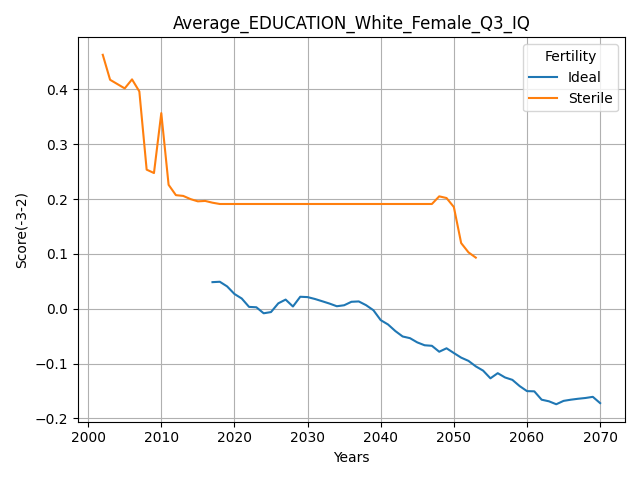 Average_EDUCATION_White_Female_Q3_IQ
Fertility
Ideal
Sterile
Score(-3-2)
0.4
0.3
0.2
0.1
0.0
−0.1
−0.2
2000 2010 2020 2030 2040 2050 2060 2070
Years